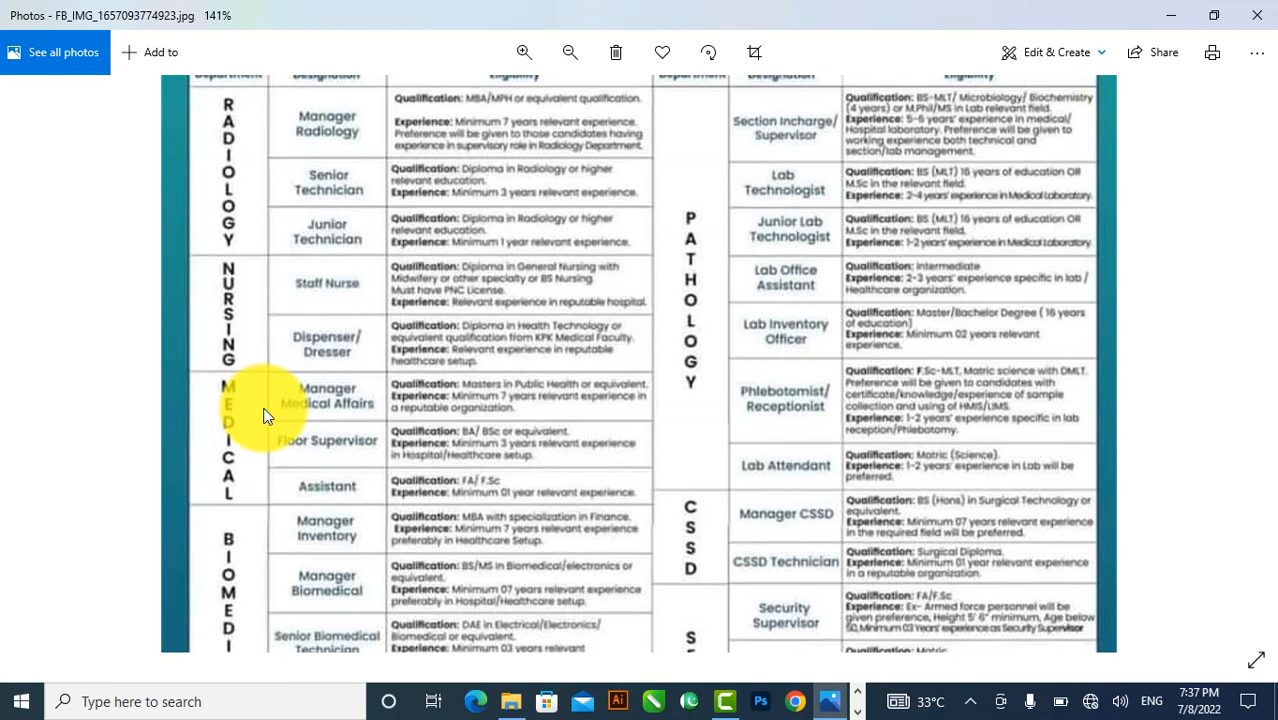 Photos - FB_IMG_1657093774923.jpg 141%
See all photos
Add to
Edit & Create
Share
Department Designation Eligibility
RADIOLOGY
Manager
Radiology
Qualification: MBA/MPH or equivalent qualification.
Experience: Minimum 7 years relevant experience.
Preference will be given to those candidates having
experience in supervisory role in Radiology Department.
Senior
Technician
Qualification: Diploma in Radiology or higher
relevant education.
Experience: Minimum 3 years relevant experience.
Junior
Technician
Qualification: Diploma in Radiology or higher
relevant education.
Experience: Minimum 1 year relevant experience.
NURSING
Staff Nurse
Qualification: Diploma in General Nursing with
Midwifery or other specialty or BS Nursing.
Must have PNC License.
Experience: Relevant experience in reputable hospital.
Dispenser/
Dresser
Qualification: Diploma in Health Technology or
equivalent qualification from KPK Medical Faculty.
Experience: Relevant experience in reputable
healthcare setup.
MEDICAL
Manager
Medical Affairs
Qualification: Masters in Public Health or equivalent.
Experience: Minimum 7 years relevant experience in
a reputable organization.
Floor Supervisor
Qualification: BA/ BSc or equivalent.
Experience: Minimum 3 years relevant experience
in Hospital/Healthcare setup.
Assistant
Qualification: FA/ F.Sc
Experience: Minimum 01 year relevant experience.
BIOMEDI
Manager
Inventory
Qualification: MBA with specialization in Finance.
Experience: Minimum 7 years relevant experience
preferably in Healthcare Setup.
Manager
Biomedical
Qualification: BS/MS in Biomedical/electronics or
equivalent.
Experience: Minimum 07 years relevant experience
preferably in Hospital/Healthcare setup.
Senior Biomedical
Technician
Qualification: DAE in Electrical/Electronics/
Biomedical or equivalent.
Experience: Minimum 03 years relevant
Department Designation Eligibility
PATHOLOGY
Section Incharge/
Supervisor
Qualification: BS-MLT/ Microbiology/ Biochemistry
(4 years) or M.Phil/MS in Lab relevant field.
Experience: 5-6 years' experience in medical/
Hospital laboratory. Preference will be given to
working experience both technical and
section/lab management.
Lab
Technologist
Qualification: BS (MLT) 16 years of education OR
M.Sc in the relevant field.
Experience: 2-4 years' experience in Medical Laboratory.
Junior Lab
Technologist
Qualification: BS (MLT) 16 years of education OR
M.Sc in the relevant field.
Experience: 1-2 years' experience in Medical Laboratory.
Lab Office
Assistant
Qualification: Intermediate
Experience: 2-3 years' experience specific in lab /
Healthcare organization.
Lab Inventory
Officer
Qualification: Master/Bachelor Degree ( 16 years
of education)
Experience: Minimum 02 years relevant
experience.
Phlebotomist/
Receptionist
Qualification: F.Sc-MLT, Matric science with DMLT.
Preference will be given to candidates with
certificate/knowledge/experience of sample
collection and using of HMIS/LIMS.
Experience: 1-2 years' experience specific in lab
reception/Phlebotomy.
Lab Attendant
Qualification: Matric (Science).
Experience: 1-2 years' experience in Lab will be
preferred.
CSSD
Manager CSSD
Qualification: BS (Hons) in Surgical Technology or
equivalent.
Experience: Minimum 07 years relevant experience
in the required field will be preferred.
CSSD Technician
Qualification: Surgical Diploma.
Experience: Minimum 01 year relevant experience
in a reputable organization.
S
Security
Supervisor
Qualification: FA/F.Sc
Experience: Ex- Armed force personnel will be
given preference, Height 5' 6" minimum, Age below
50, Minimum 03 Years' experience as Security Supervisor
Qualification: Matric
Type here to search
Ai
Ps
33°C
ENG
7:37 PM
7/8/2022